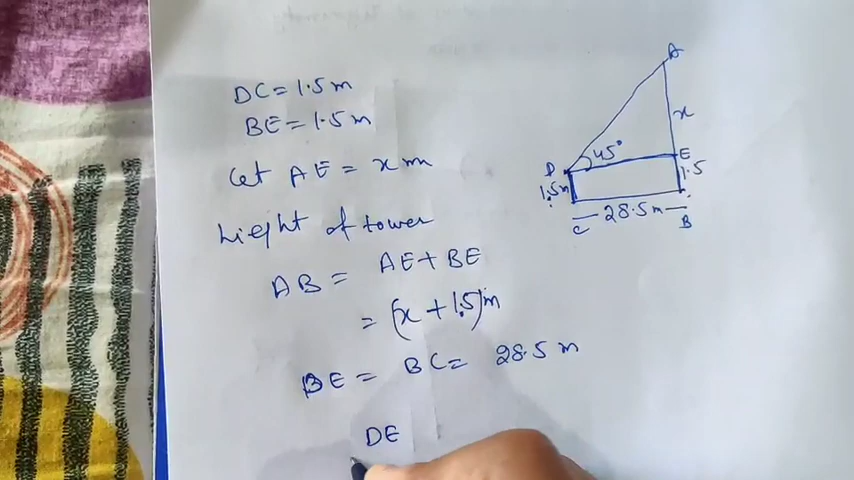 DC = 1.5 m
BE = 1.5 m
Let AE = x m
height of tower
AB = AE + BE
= (x + 1.5) m
BE = BC = 28.5 m
DE
A
x
45°
D
E
1.5m
1.5
28.5 m
C
B